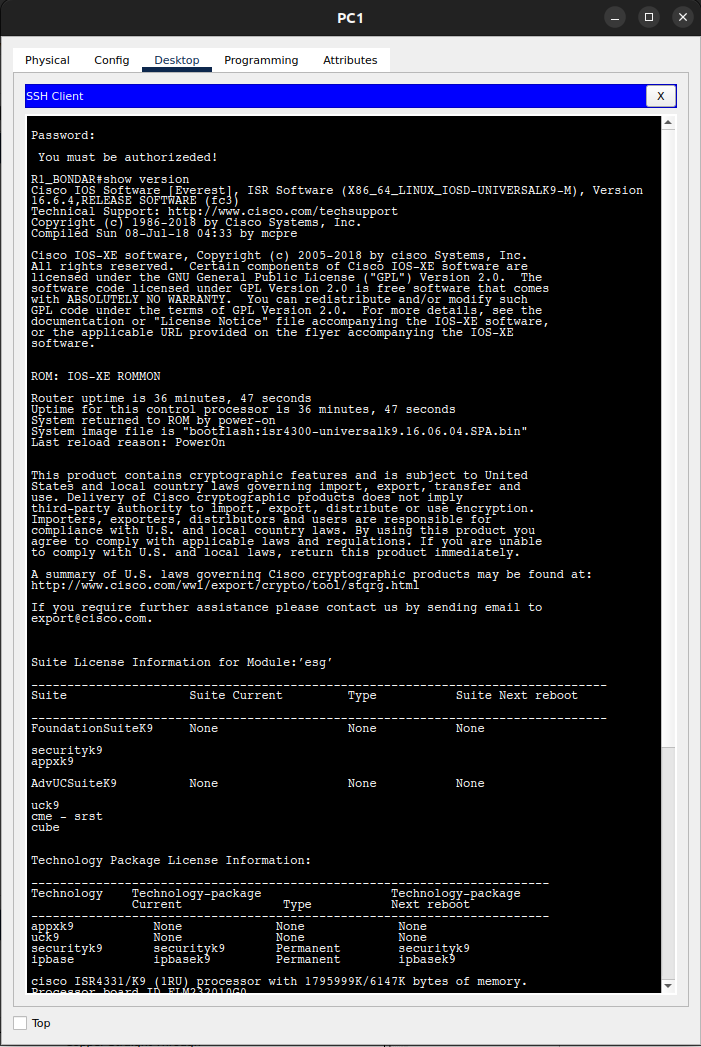 PC1
Physical Config Desktop Programming Attributes
SSH Client X
Password:
You must be authorizeded!
R1_BONDAR#show version
Cisco IOS Software [Everest], ISR Software (X86_64_LINUX_IOSD-UNIVERSALK9-M), Version
16.6.4,RELEASE SOFTWARE (fc3)
Technical Support: http://www.cisco.com/techsupport
Copyright (c) 1986-2018 by Cisco Systems, Inc.
Compiled Sun 08-Jul-18 04:33 by mcpre
Cisco IOS-XE software, Copyright (c) 2005-2018 by cisco Systems, Inc.
All rights reserved. Certain components of Cisco IOS-XE software are
licensed under the GNU General Public License ("GPL") Version 2.0. The
software code licensed under GPL Version 2.0 is free software that comes
with ABSOLUTELY NO WARRANTY. You can redistribute and/or modify such
GPL code under the terms of GPL Version 2.0. For more details, see the
documentation or "License Notice" file accompanying the IOS-XE software,
or the applicable URL provided on the flyer accompanying the IOS-XE
software.
ROM: IOS-XE ROMMON
Router uptime is 36 minutes, 47 seconds
Uptime for this control processor is 36 minutes, 47 seconds
System returned to ROM by power-on
System image file is "bootflash:isr4300-universalk9.16.06.04.SPA.bin"
Last reload reason: PowerOn
This product contains cryptographic features and is subject to United
States and local country laws governing import, export, transfer and
use. Delivery of Cisco cryptographic products does not imply
third-party authority to import, export, distribute or use encryption.
Importers, exporters, distributors and users are responsible for
compliance with U.S. and local country laws. By using this product you
agree to comply with applicable and regulations. If you are unable
to comply with U.S. and local laws, return this product immediately.
A summary of U.S. laws governing Cisco cryptographic products may be found at:
http://www.cisco.com/wwl/export/crypto/tool/stqrg.html
If you require further assistance please contact us by sending email to
export@cisco.com.
Suite License Information for Module:'esg'
--------------------------------------------------------------------------------
Suite Suite Current Type Suite Next reboot
--------------------------------------------------------------------------------
FoundationSuiteK9 None None None
securityk9
appxk9
AdvUCSuiteK9 None None None
uck9
cme - srst
cube
Technology Package License Information:
------------------------------------------------------------------------
Technology Technology-package Technology-package
Current Type Next reboot
------------------------------------------------------------------------
appxk9 None None None
uck9 None None None
securityk9 securityk9 Permanent securityk9
ipbase ipbasek9 Permanent ipbasek9
cisco ISR4331/K9 (1RU) processor with 1795999K/6147K bytes of memory.
Processor board ID FLM232010G0
Top